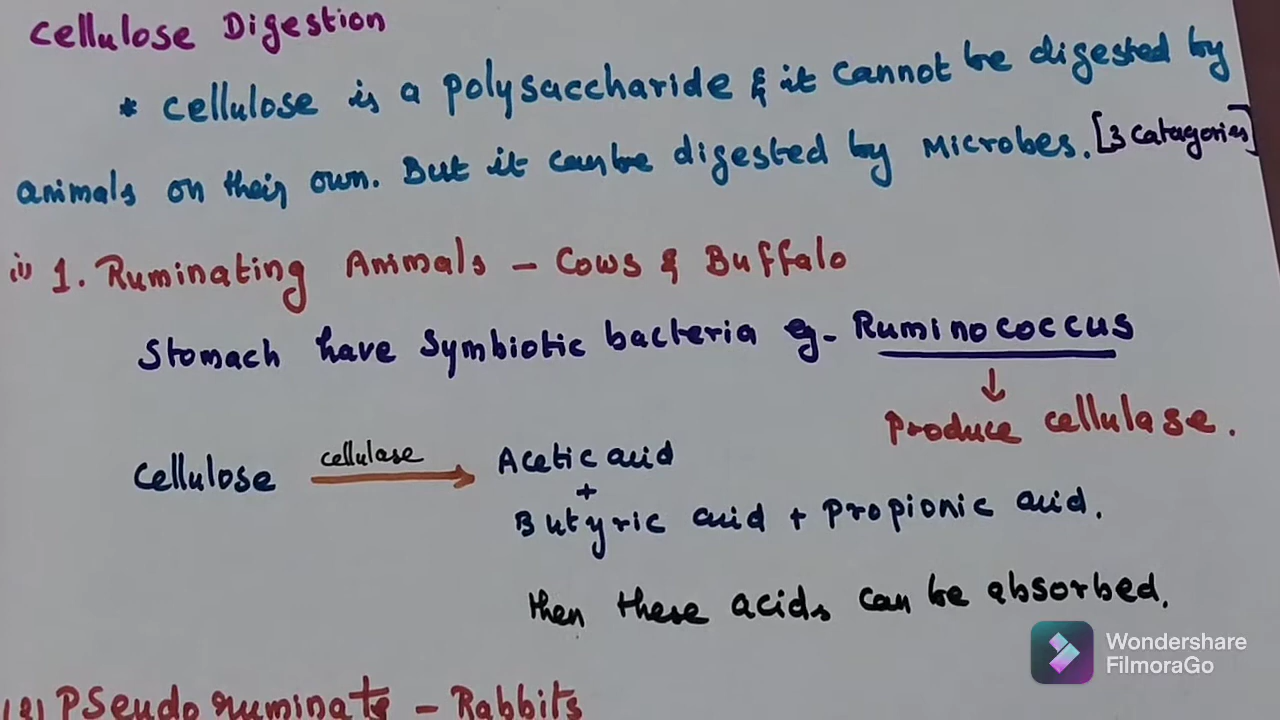 Cellulose Digestion
* Cellulose is a polysaccharide & it cannot be digested by
animals on their own. But it can be digested by Microbes. [3 Catagories]
(i) 1. Ruminating Animals - Cows & Buffalo
Stomach have symbiotic bacteria eg- Ruminococcus
↓
Produce cellulase.
Cellulose cellulase → Acetic acid
+
Butyric acid + Propionic acid.
then these acids can be absorbed.
Wondershare
FilmoraGo
(2) Pseudo ruminate - Rabbits